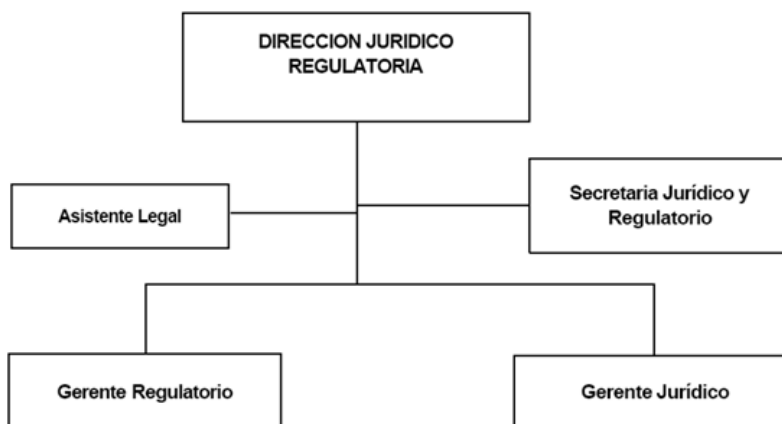 DIRECCION JURIDICO
REGULATORIA
Asistente Legal
Secretaria Jurídico y
Regulatorio
Gerente Regulatorio
Gerente Jurídico